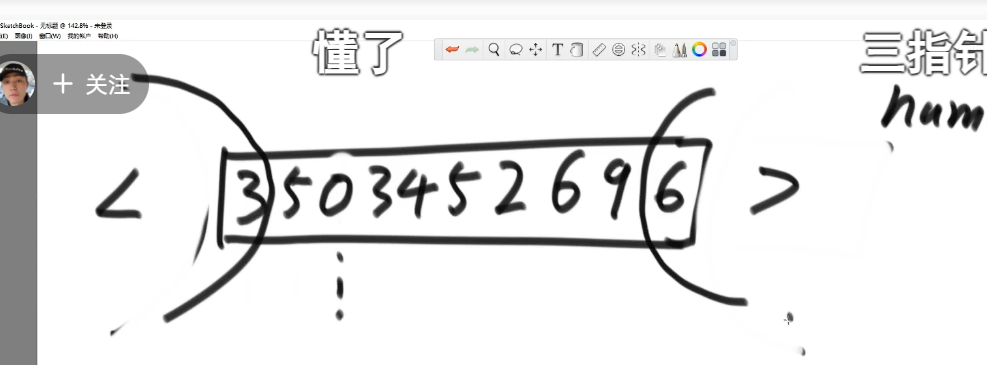 SketchBook - 无标题 @ 142.8% - 未登录
图像(I) 窗口(W) 我的帐户 帮助(H)
懂了
三指针
+ 关注
num
< 3 5 0 3 4 5 2 6 9 6 >